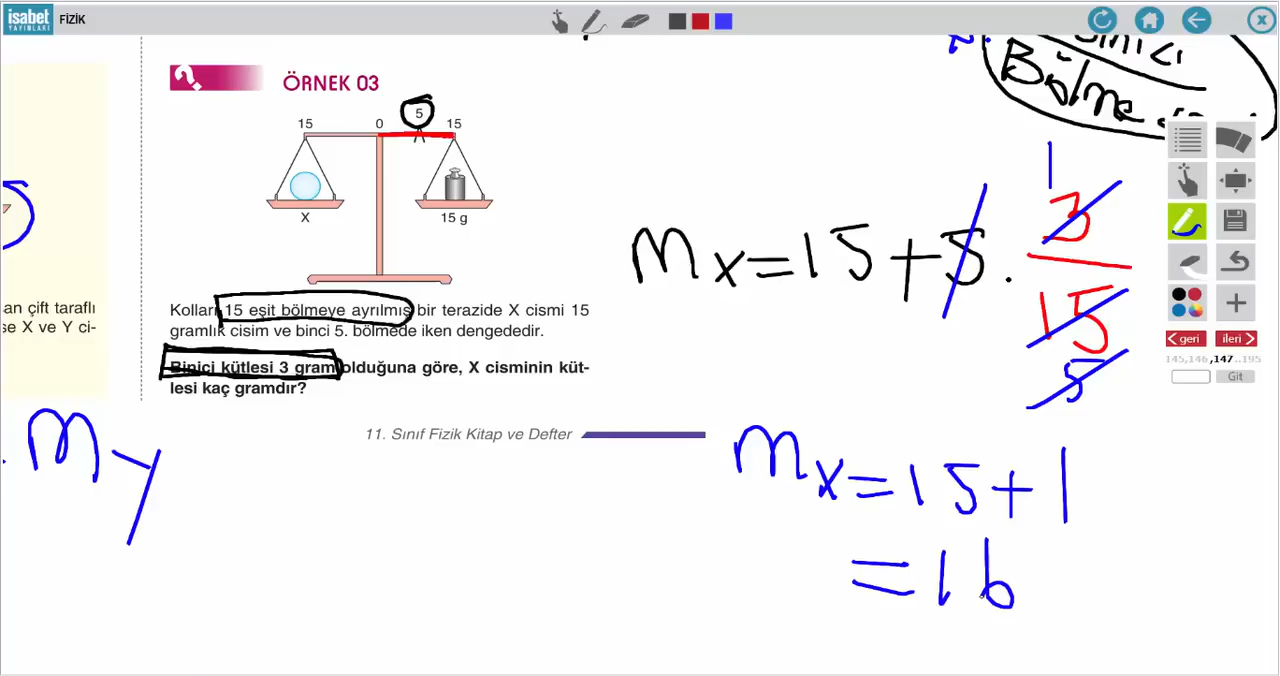 isabet
YAYINLARI
FİZİK
inici
Bölme
ÖRNEK 03
5
15 0 15
X 15 g
an çift taraflı
se X ve Y ci-
Kolları 15 eşit bölmeye ayrılmış bir terazide X cismi 15
gramlık cisim ve binici 5. bölmede iken dengededir.
Binici kütlesi 3 gram olduğuna göre, X cisminin küt-
lesi kaç gramdır?
11. Sınıf Fizik Kitap ve Defter
. my
1
mx=15+5. 3
15
5
mx=15+1
=16
geri ileri
145,146,147..195
Git